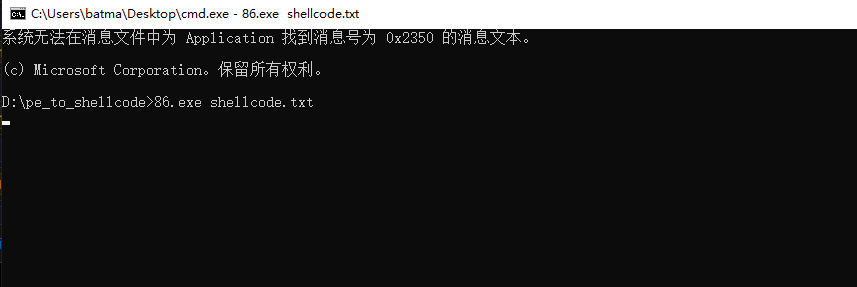 C:\Users\batma\Desktop\cmd.exe - 86.exe  shellcode.txt
系统无法在消息文件中为 Application 找到消息号为 0x2350 的消息文本。
(c) Microsoft Corporation。保留所有权利。
D:\pe_to_shellcode>86.exe shellcode.txt